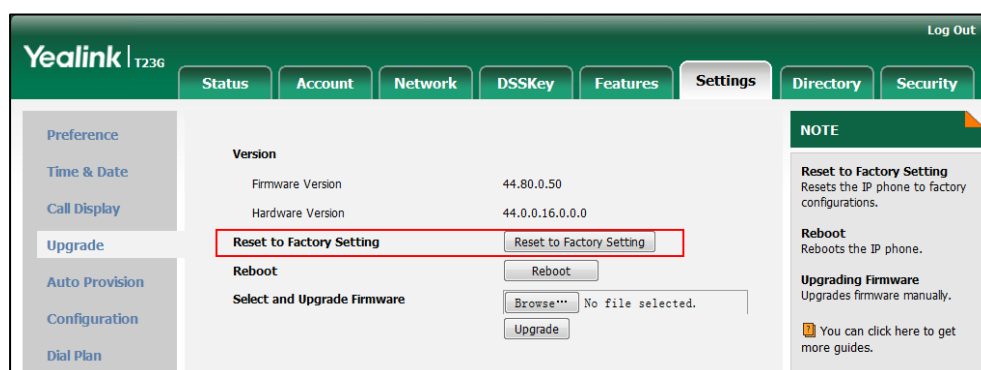 Log Out
Yealink | T23G
Status Account Network DSSKey Features Settings Directory Security
Preference
Time & Date
Call Display
Upgrade
Auto Provision
Configuration
Dial Plan
Version
Firmware Version 44.80.0.50
Hardware Version 44.0.0.16.0.0.0
Reset to Factory Setting Reset to Factory Setting
Reboot Reboot
Select and Upgrade Firmware Browse... No file selected.
Upgrade
NOTE
Reset to Factory Setting
Resets the IP phone to factory
configurations.
Reboot
Reboots the IP phone.
Upgrading Firmware
Upgrades firmware manually.
You can click here to get
more guides.